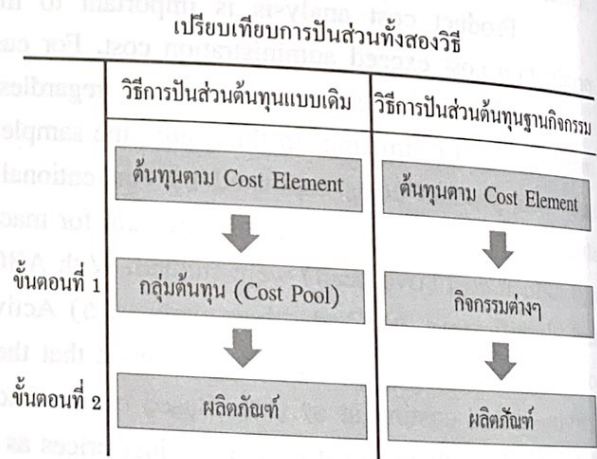 เปรียบเทียบการปันส่วนทั้งสองวิธี
วิธีการปันส่วนต้นทุนแบบเดิม วิธีการปันส่วนต้นทุนฐานกิจกรรม
ต้นทุนตาม Cost Element ต้นทุนตาม Cost Element
ขั้นตอนที่ 1 กลุ่มต้นทุน (Cost Pool) กิจกรรมต่างๆ
ขั้นตอนที่ 2 ผลิตภัณฑ์ ผลิตภัณฑ์